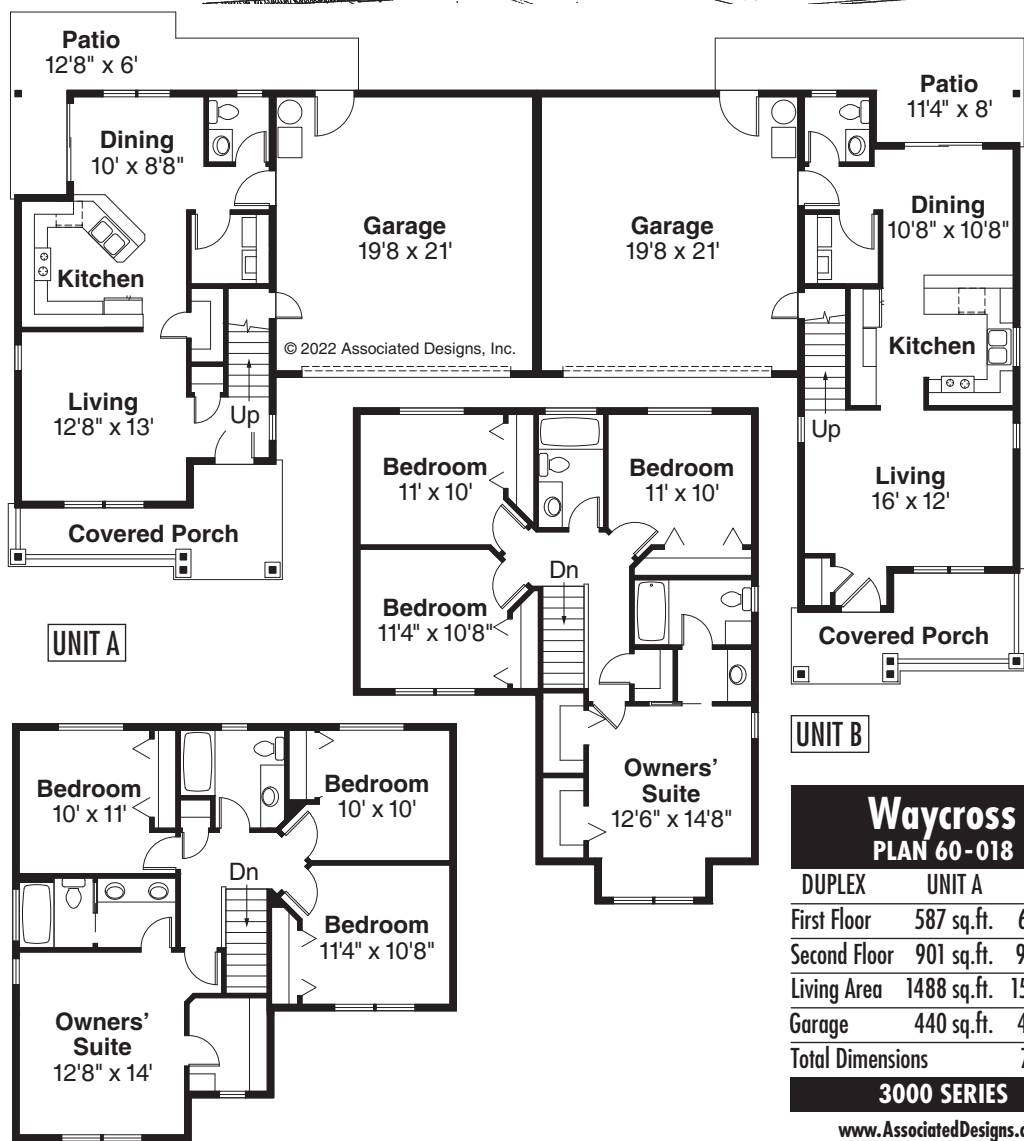 Patio
12'8" x 6'
Dining
10' x 8'8"
Kitchen
Living
12'8" x 13'
Up
Covered Porch
UNIT A
Garage
19'8 x 21'
© 2022 Associated Designs, Inc.
Garage
19'8 x 21'
Patio
11'4" x 8'
Dining
10'8" x 10'8"
Kitchen
Up
Living
16' x 12'
Covered Porch
UNIT B
Bedroom
11' x 10'
Bedroom
11' x 10'
Bedroom
11'4" x 10'8"
Dn
Owners'
Suite
12'6" x 14'8"
Bedroom
10' x 11'
Bedroom
10' x 10'
Dn
Bedroom
11'4" x 10'8"
Owners'
Suite
12'8" x 14'
Waycross
PLAN 60-018
DUPLEX UNIT A
First Floor 587 sq.ft.
Second Floor 901 sq.ft.
Living Area 1488 sq.ft.
Garage 440 sq.ft.
Total Dimensions
3000 SERIES
www.AssociatedDesigns.c